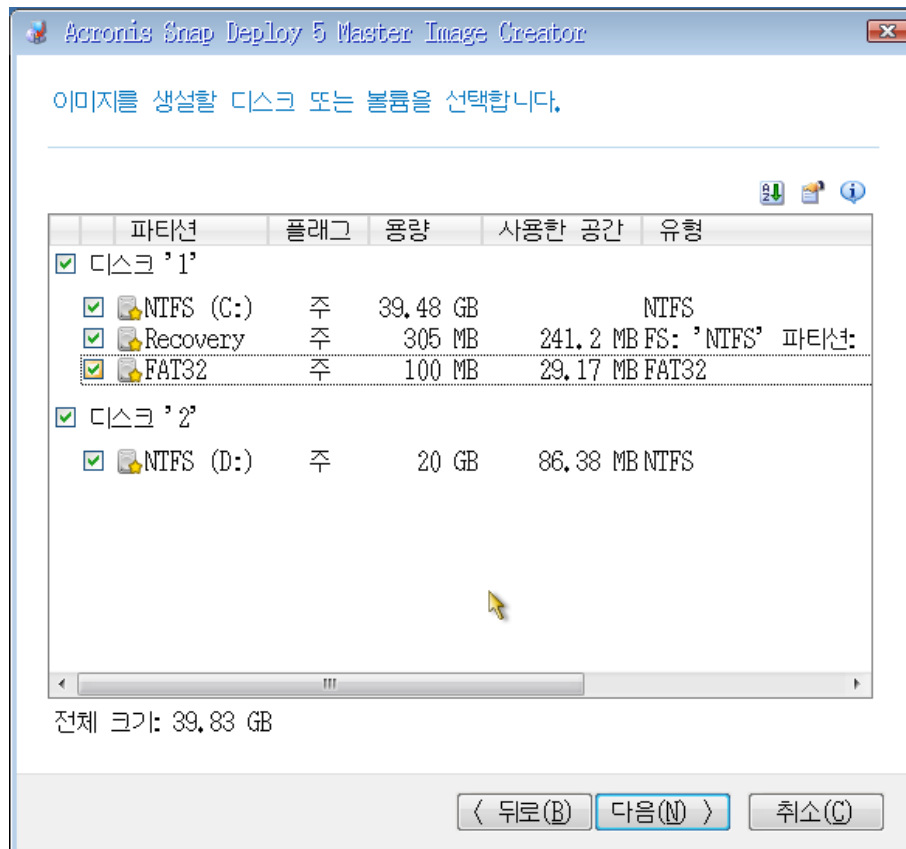 Acronis Snap Deploy 5 Master Image Creator
이미지를 생설할 디스크 또는 볼륨을 선택합니다.
파티션 플래그 용량 사용한 공간 유형
디스크 '1'
NTFS (C:) 주 39.48 GB NTFS
Recovery 주 305 MB 241.2 MB FS: 'NTFS' 파티션:
FAT32 주 100 MB 29.17 MB FAT32
디스크 '2'
NTFS (D:) 주 20 GB 86.38 MB NTFS
전체 크기: 39.83 GB
< 뒤로(B) 다음(N) > 취소(C)